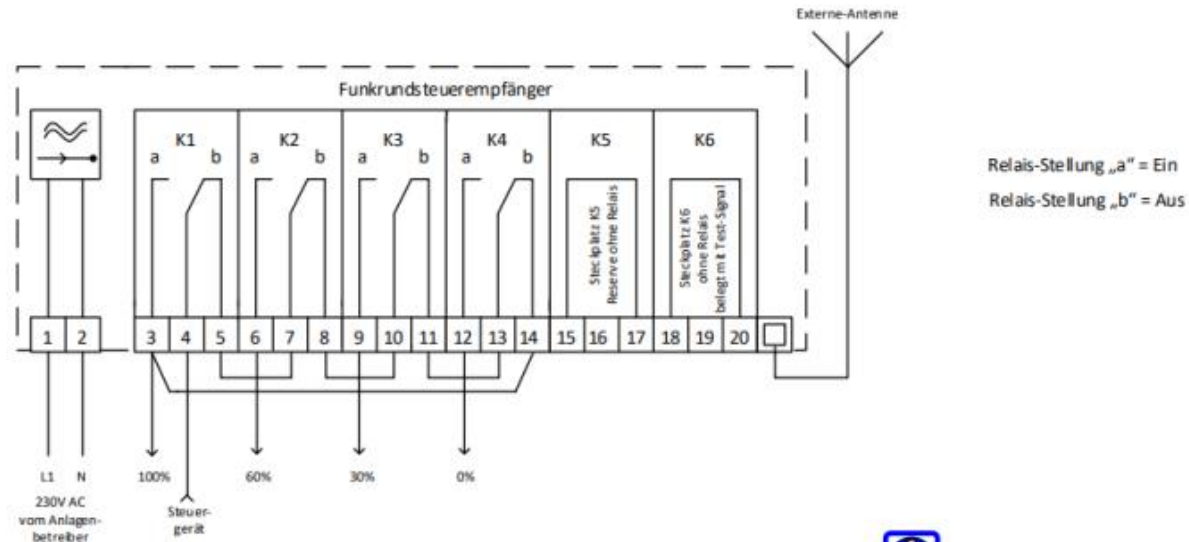 Externe-Antenne
Funkrundsteuerempfänger
K1
K2
K3
K4
K5
K6
a
b
a
b
a
b
a
b
Relais-Stellung „a“ = Ein
Relais-Stellung „b“ = Aus
Steckplatz K5
Reserve ohne Relais
Steckplatz K6
ohne Relais
belegt mit Test-Signal
1 2 3 4 5 6 7 8 9 10 11 12 13 14 15 16 17 18 19 20
L1 N
100%
60%
30%
0%
230V AC
vom Anlagen-
betreiber
Steuer-
gerät